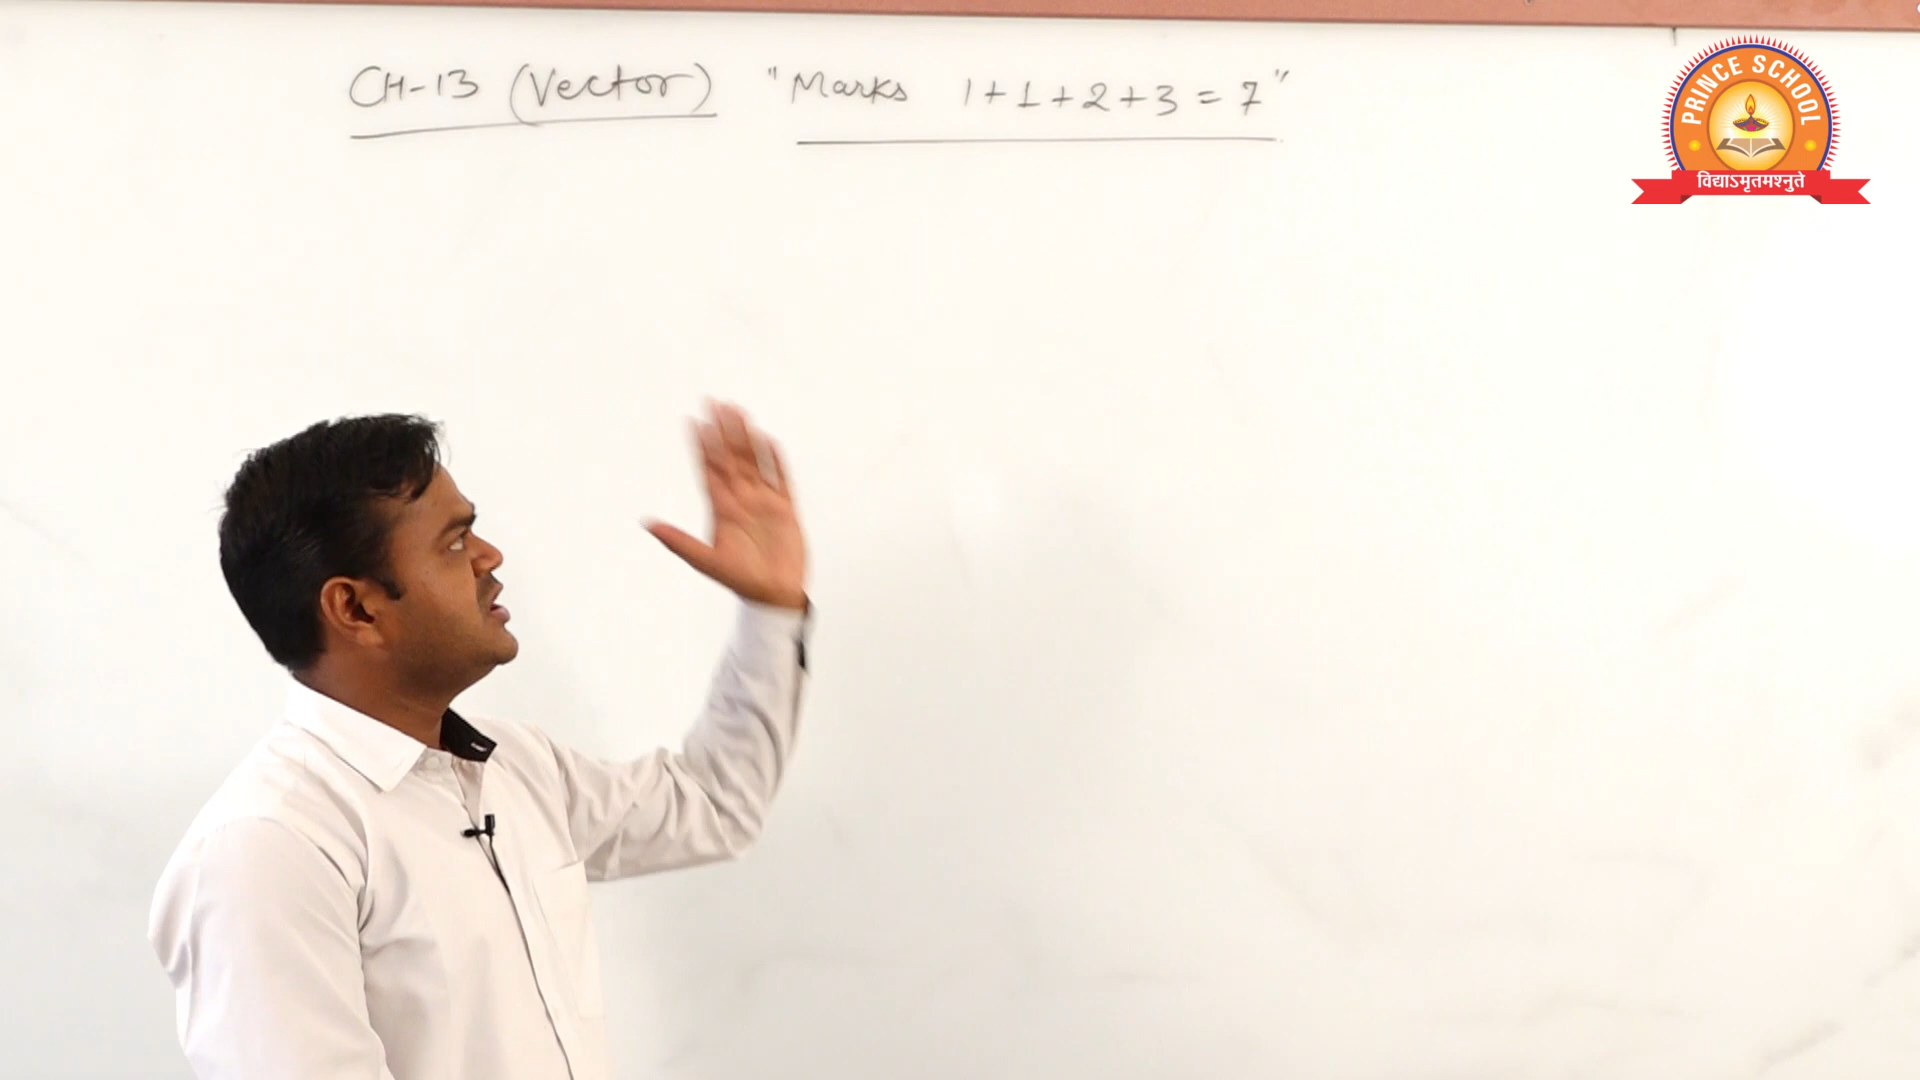 CH-13 (Vector) "Marks 1+1+2+3=7"
PRINCE SCHOOL
विद्याऽमृतमश्नुते